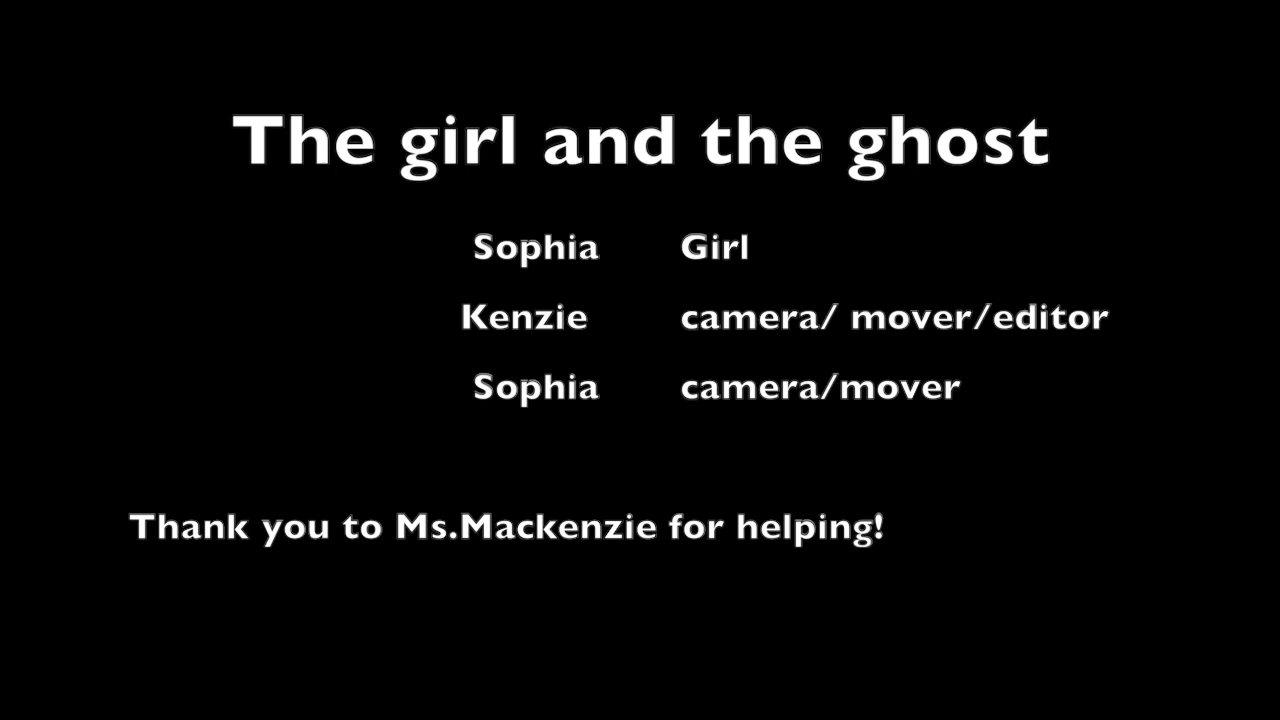 The girl and the ghost
Sophia Girl
Kenzie camera/ mover/editor
Sophia camera/mover
Thank you to Ms.Mackenzie for helping!